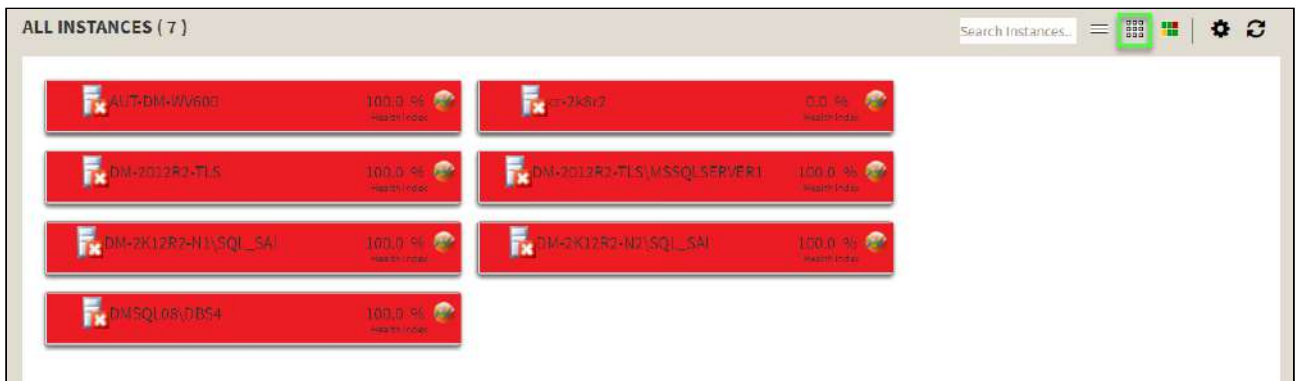 ALL INSTANCES ( 7 )
Search Instances..
AUT-DM-WV600 100.0 %
Health Index
0.0 %
Health Index
DM-2012R2-TLS 100.0 %
Health Index
DM-2012R2-TLS\MSSQLSERVER1 100.0 %
Health Index
DM-2K12R2-N1\SQL_SAI 100.0 %
Health Index
DM-2K12R2-N2\SQL_SAI 100.0 %
Health Index
DMSQL08\DBS4 100.0 %
Health Index